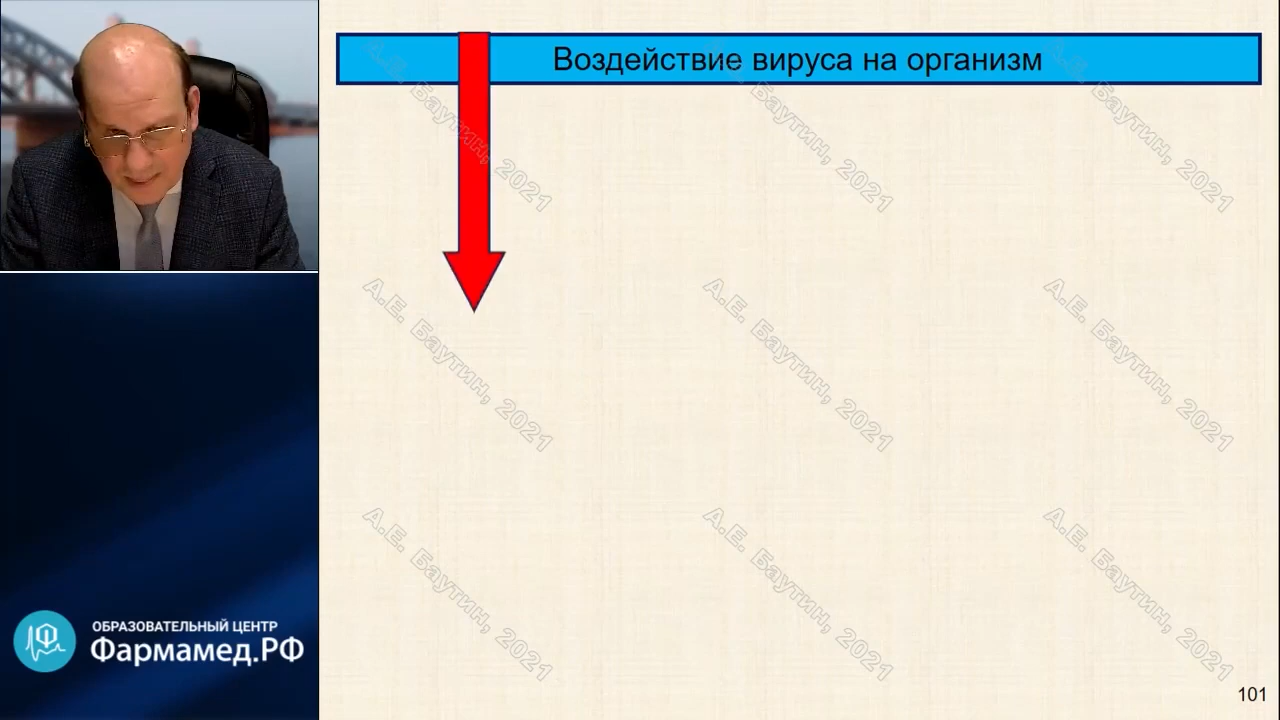 Воздействие вируса на организм
А.Е. Баутин, 2021
А.Е. Баутин, 2021
А.Е. Баутин, 2021
А.Е. Баутин, 2021
А.Е. Баутин, 2021
А.Е. Баутин, 2021
А.Е. Баутин, 2021
А.Е. Баутин, 2021
А.Е. Баутин, 2021
ОБРАЗОВАТЕЛЬНЫЙ ЦЕНТР
Фармамед.РФ
101